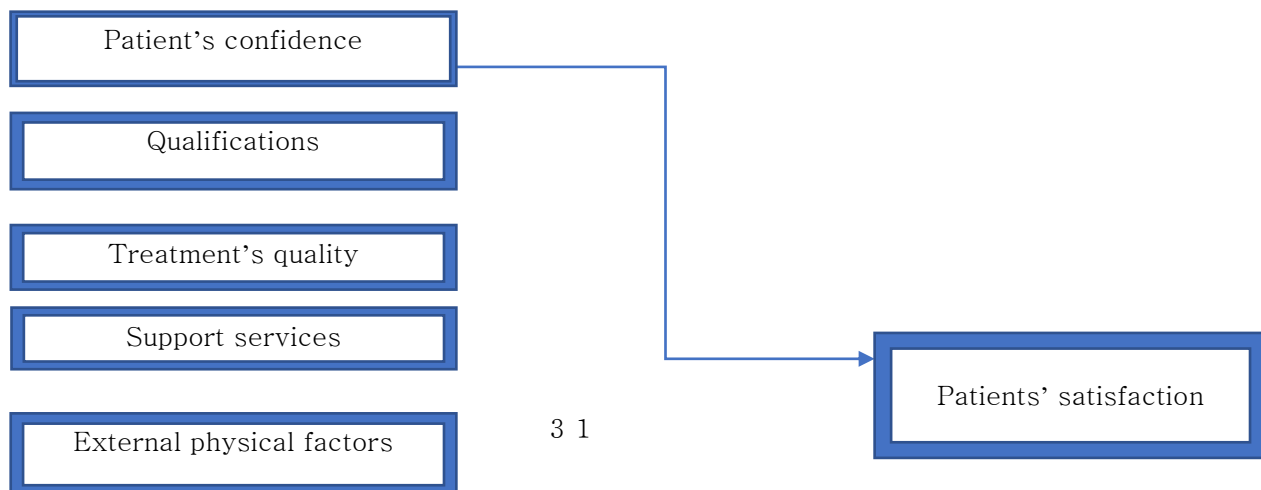 Patient’s confidence
Qualifications
Treatment’s quality
Support services
External physical factors
3 1
Patients’ satisfaction